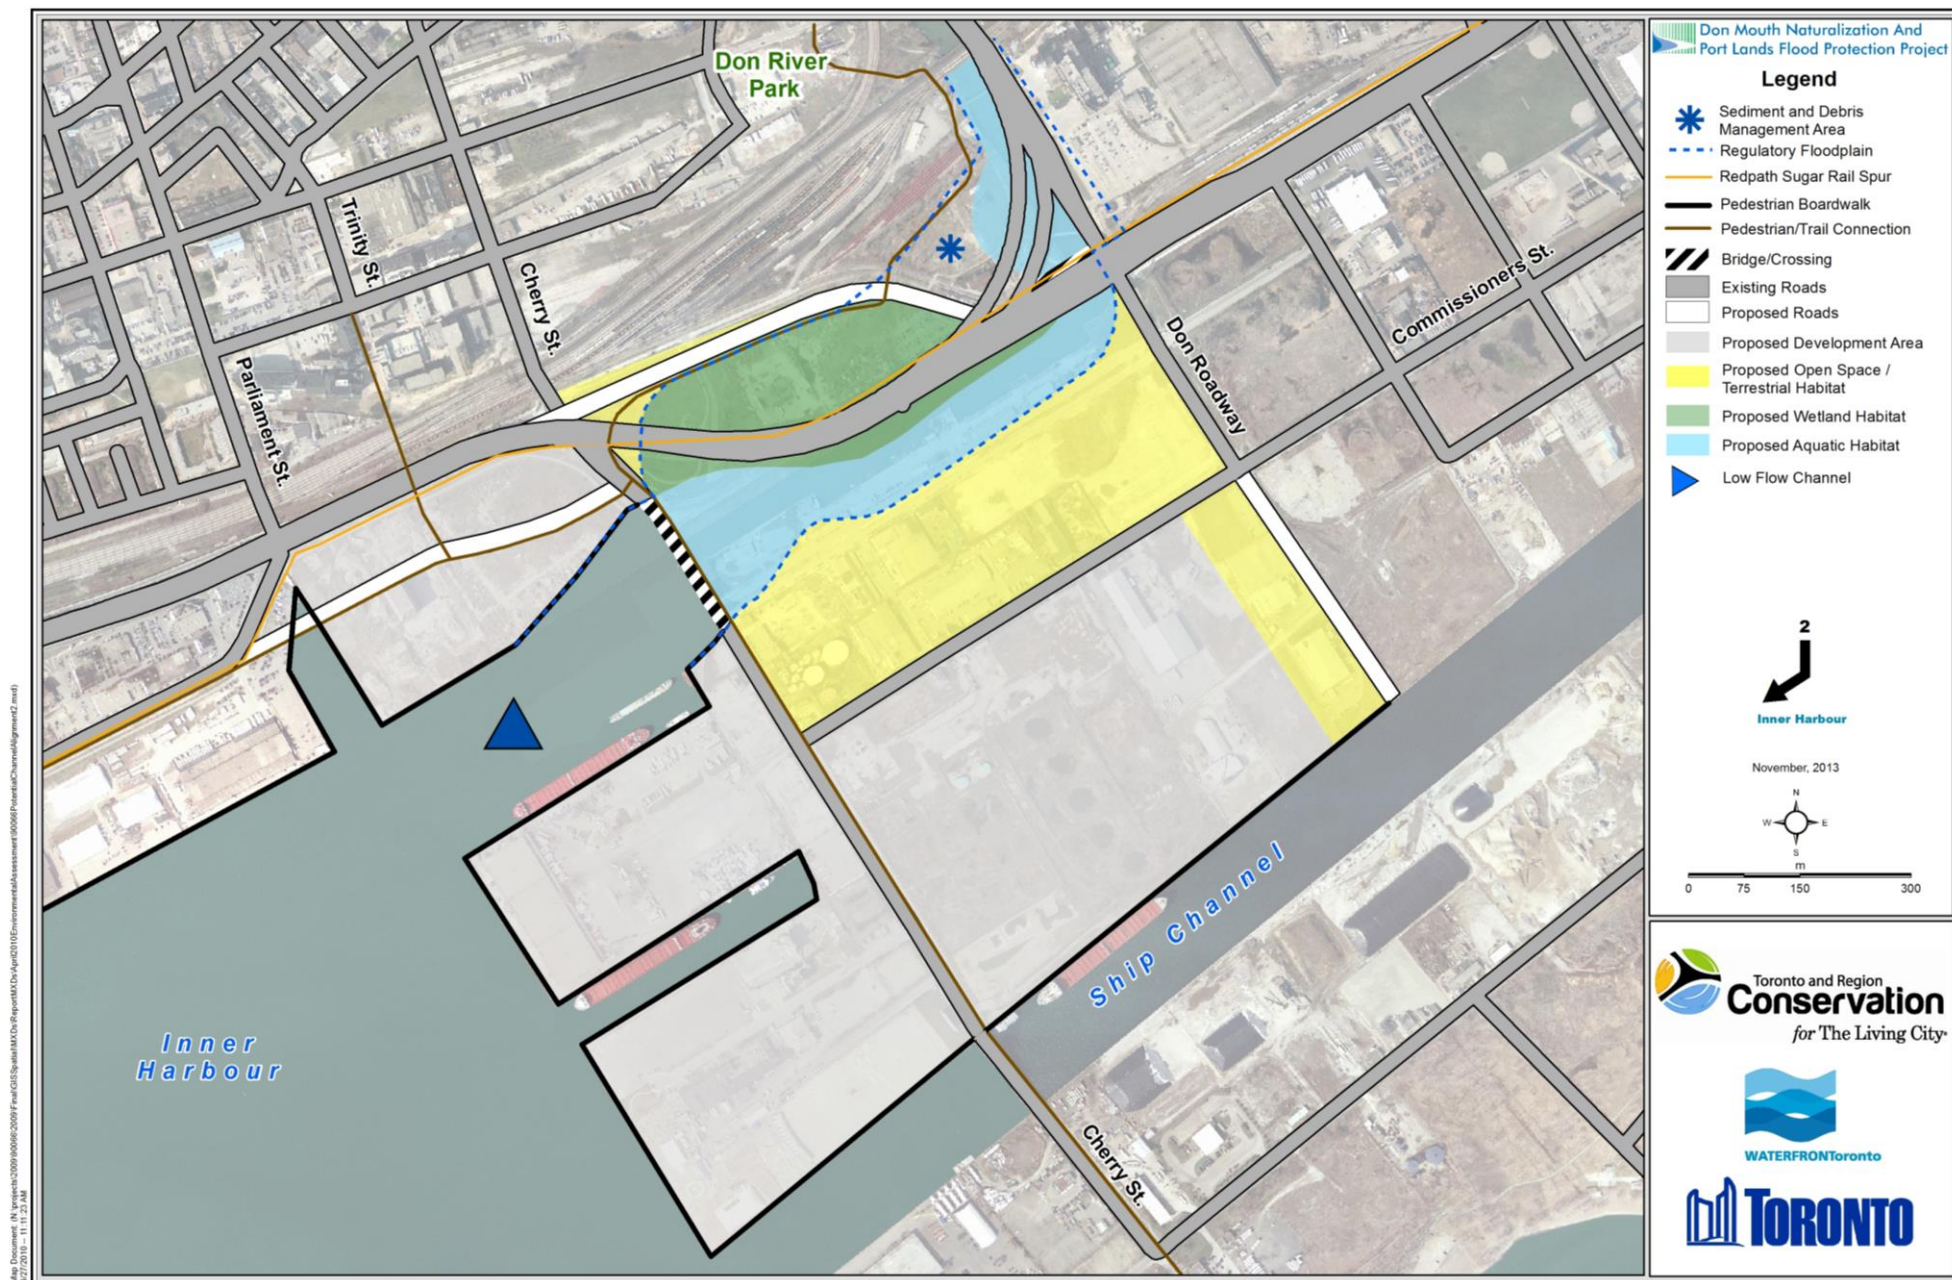 Don River
Park
Trinity St.
Cherry St.
Parliament St.
Don Roadway
Commissioners St.
Ship Channel
Inner
Harbour
Cherry St.
Don Mouth Naturalization And
Port Lands Flood Protection Project
Legend
Sediment and Debris
Management Area
Regulatory Floodplain
Redpath Sugar Rail Spur
Pedestrian Boardwalk
Pedestrian/Trail Connection
Bridge/Crossing
Existing Roads
Proposed Roads
Proposed Development Area
Proposed Open Space /
Terrestrial Habitat
Proposed Wetland Habitat
Proposed Aquatic Habitat
Low Flow Channel
2
Inner Harbour
November, 2013
N
W E
S
m
0 75 150 300
Toronto and Region
Conservation
for The Living City
WATERFRONToronto
TORONTO